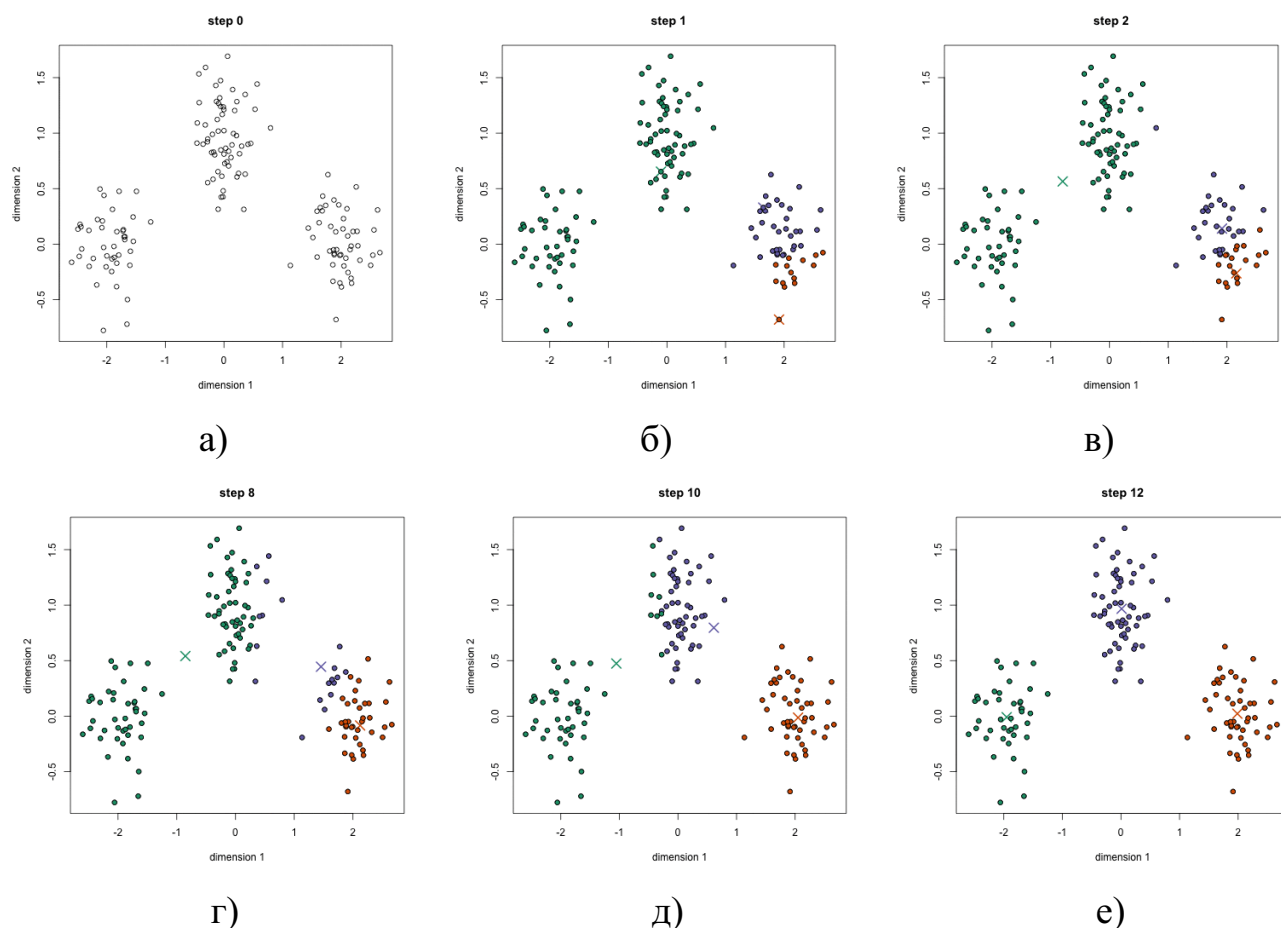 step 0
dimension 2
1.5
1.0
0.5
0.0
-0.5
-2 -1 0 1 2
dimension 1
а)
step 1
dimension 2
1.5
1.0
0.5
0.0
-0.5
-2 -1 0 1 2
dimension 1
б)
step 2
dimension 2
1.5
1.0
0.5
0.0
-0.5
-2 -1 0 1 2
dimension 1
в)
step 8
dimension 2
1.5
1.0
0.5
0.0
-0.5
-2 -1 0 1 2
dimension 1
г)
step 10
dimension 2
1.5
1.0
0.5
0.0
-0.5
-2 -1 0 1 2
dimension 1
д)
step 12
dimension 2
1.5
1.0
0.5
0.0
-0.5
-2 -1 0 1 2
dimension 1
е)